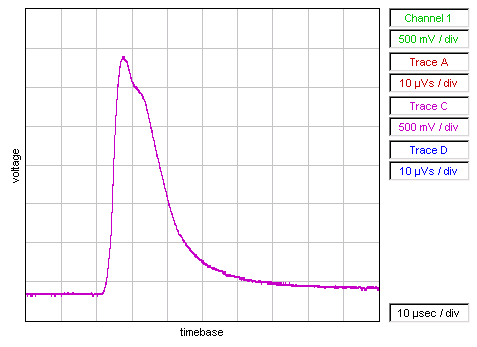 Channel 1
500 mV / div
Trace A
10 µVs / div
Trace C
500 mV / div
Trace D
10 µVs / div
voltage
10 µsec / div
timebase